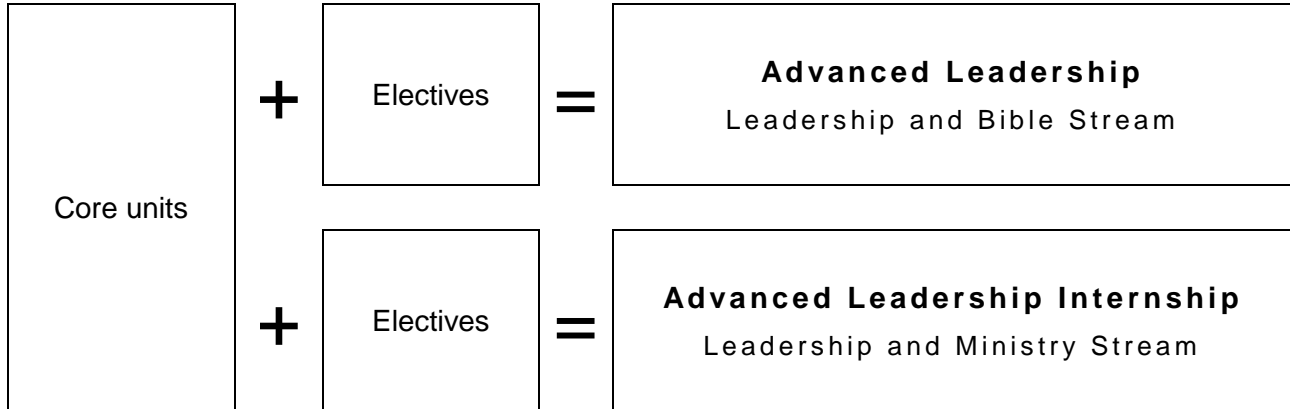 Core units
+
Electives
=
Advanced Leadership
Leadership and Bible Stream
+
Electives
=
Advanced Leadership Internship
Leadership and Ministry Stream